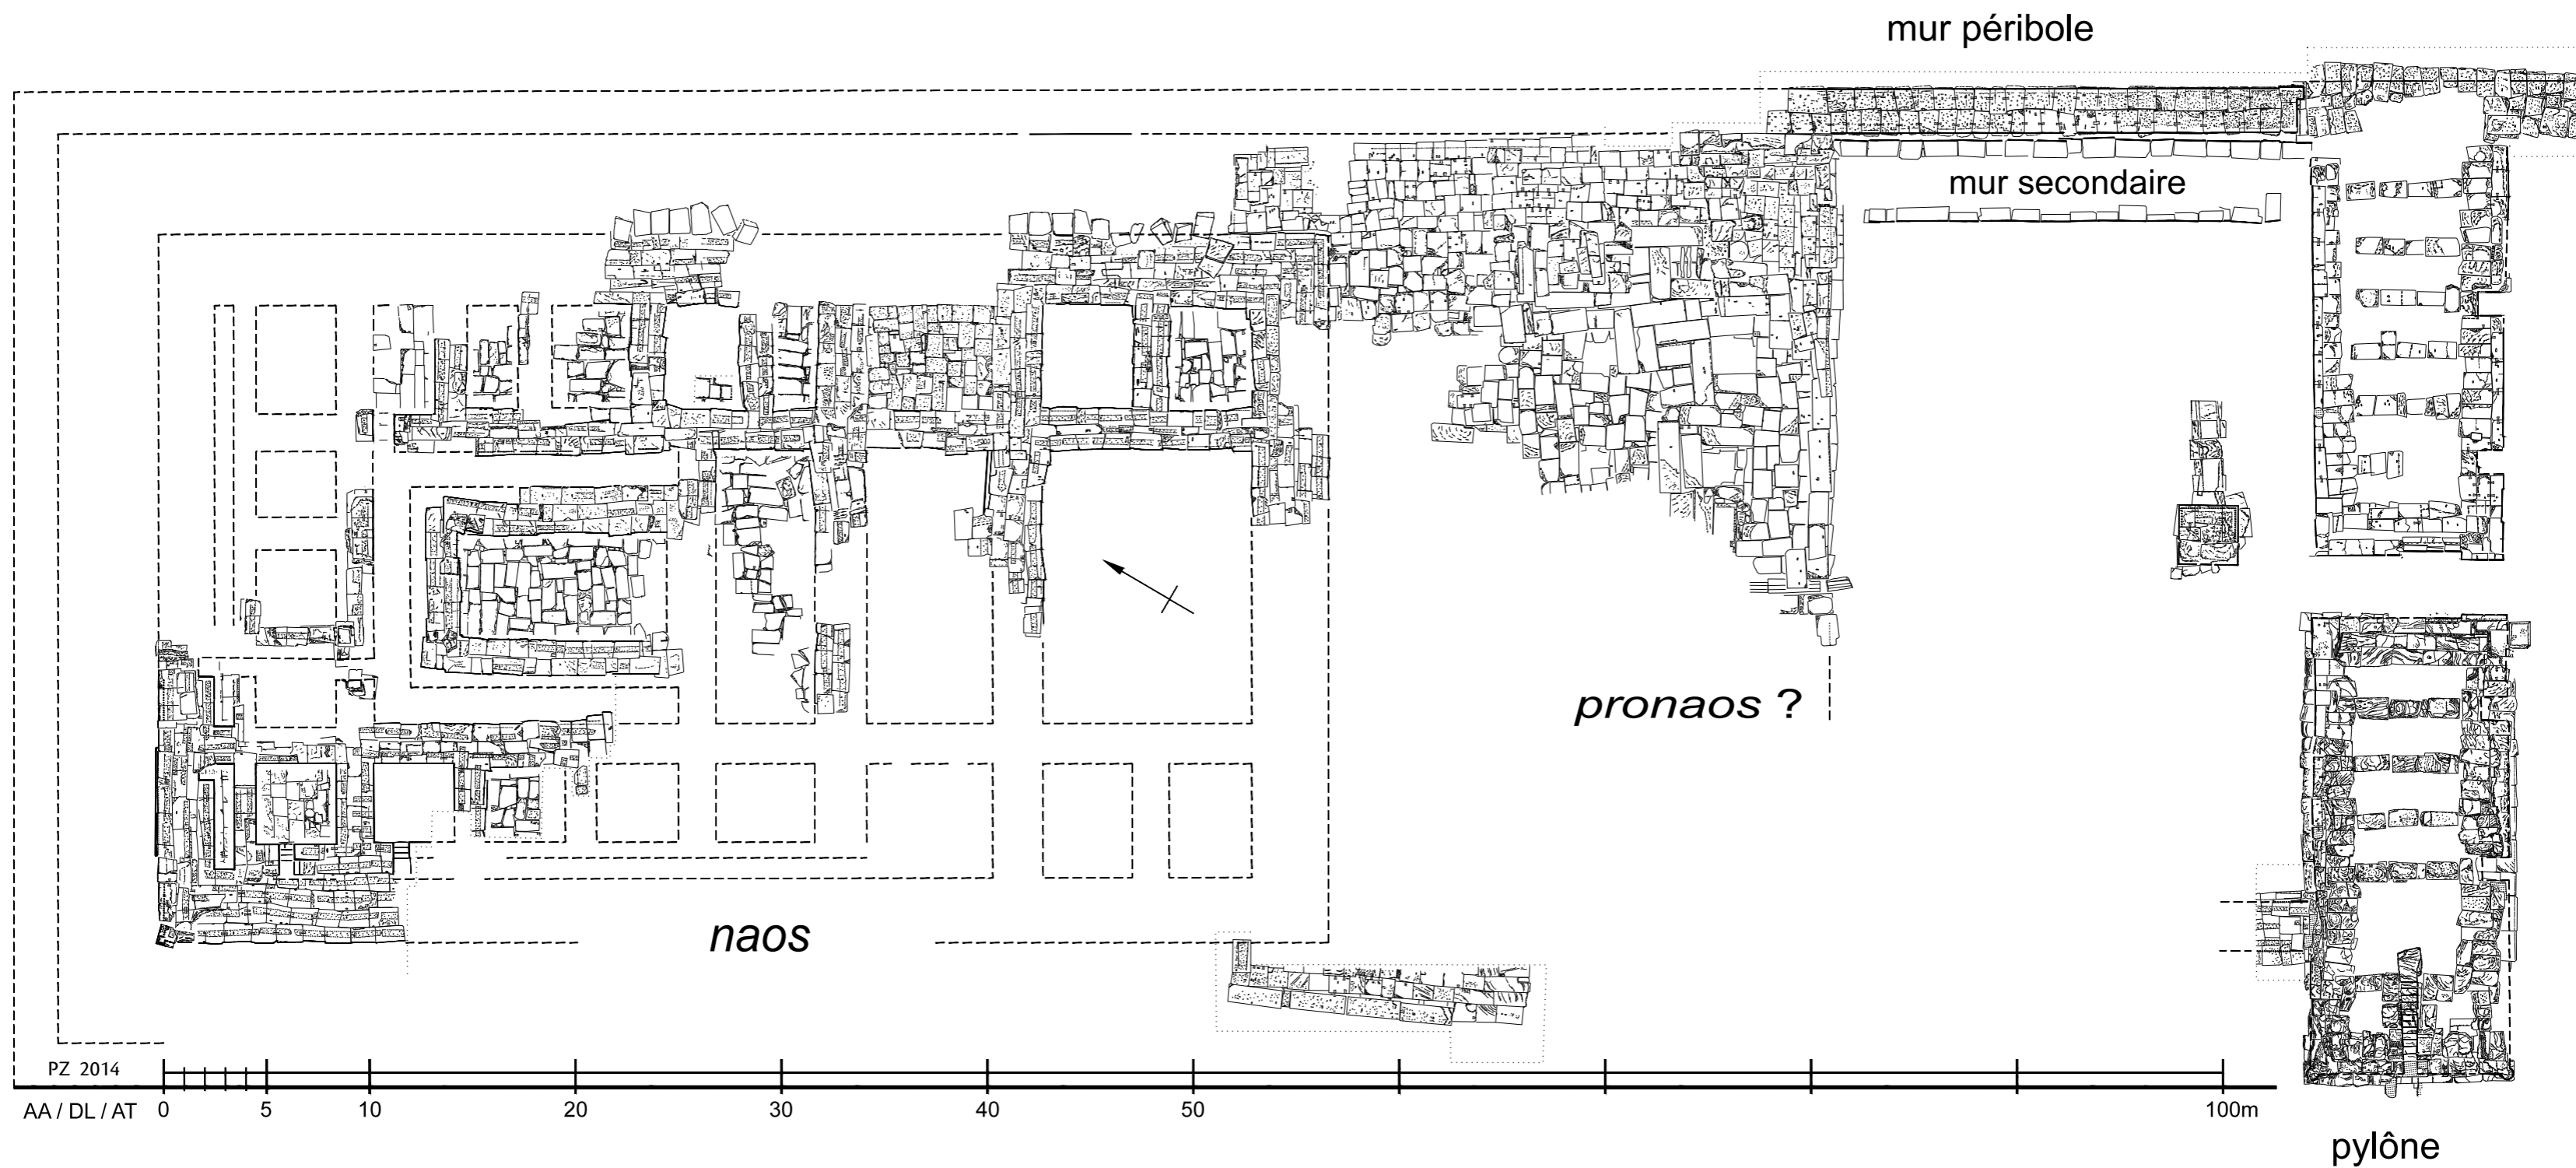 mur péribole
mur secondaire
pronaos ?
naos
PZ 2014
AA / DL / AT 0 5 10 20 30 40 50 100m
pylône